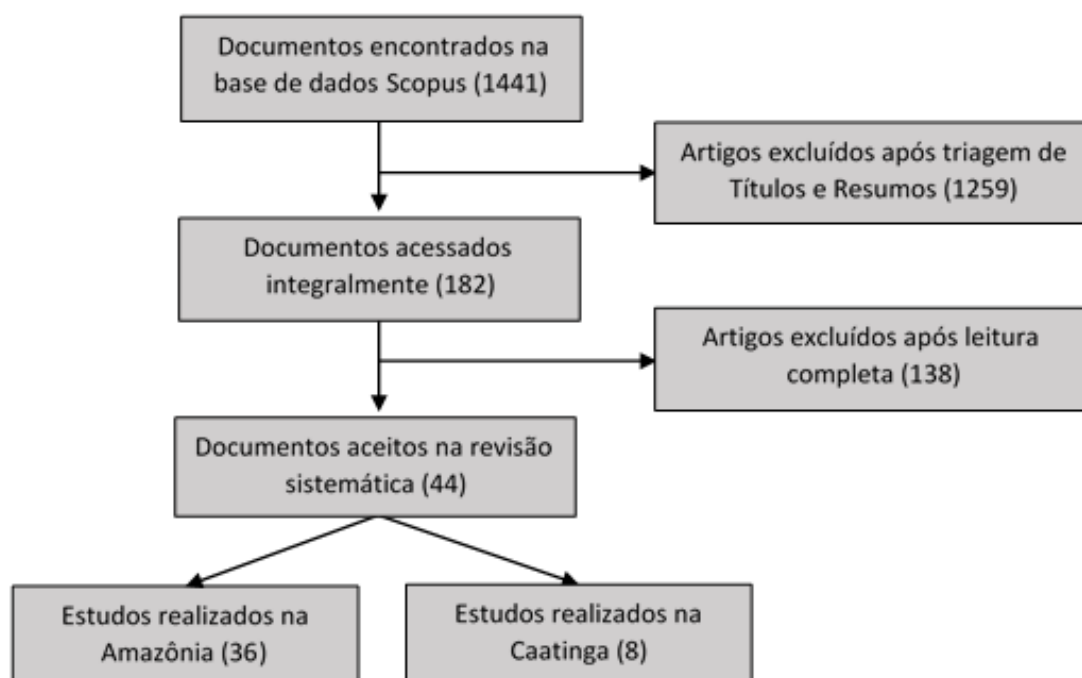 Documentos encontrados na
base de dados Scopus (1441)
Artigos excluídos após triagem de
Títulos e Resumos (1259)
Documentos acessados
integralmente (182)
Artigos excluídos após leitura
completa (138)
Documentos aceitos na revisão
sistemática (44)
Estudos realizados na
Amazônia (36)
Estudos realizados na
Caatinga (8)